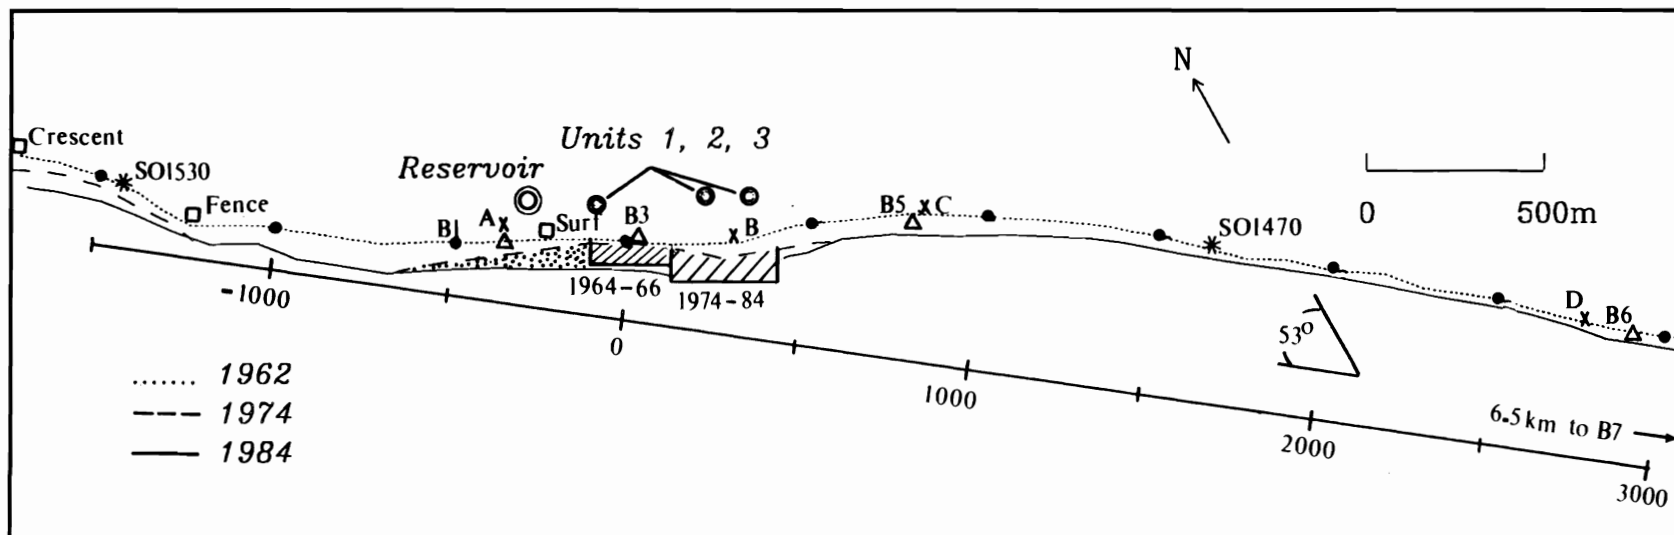 N
Crescent
SO1530
Fence
Reservoir
Units 1, 2, 3
B1
A
Surf
B3
B
B5
C
SO1470
0 500m
1964-66
1974-84
D
B6
53°
-1000
0
1000
2000
3000
6.5 km to B7
1962
1974
1984